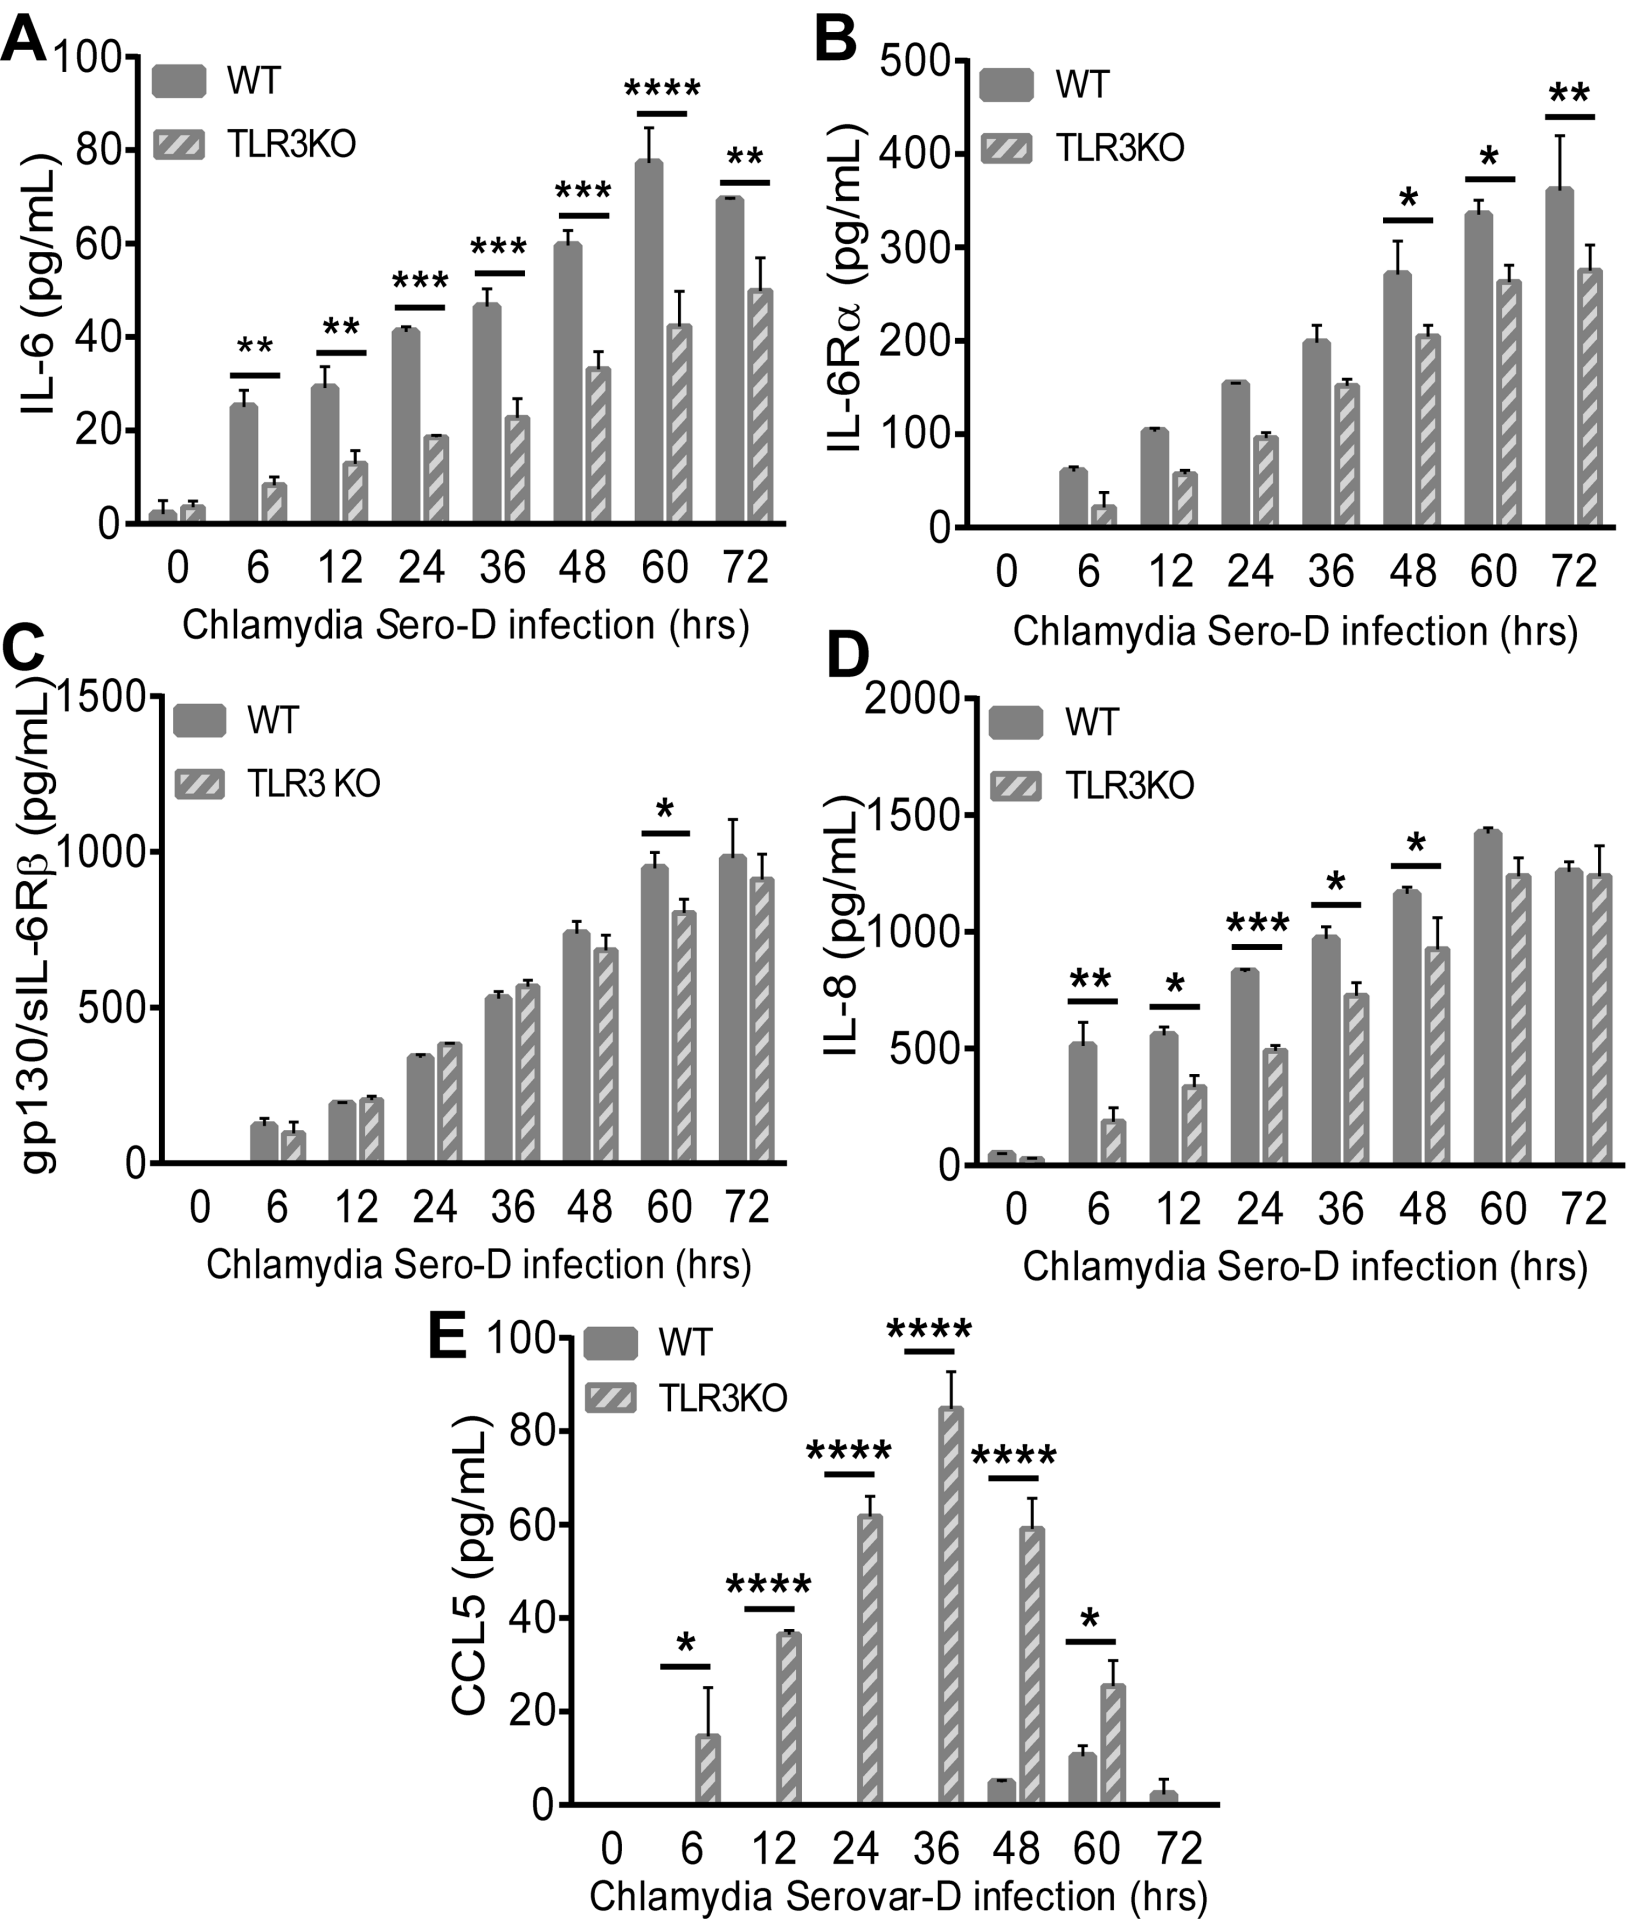 A
100
80
60
40
20
0
IL-6 (pg/mL)
WT
TLR3KO
**
**
***
***
***
****
**
0 6 12 24 36 48 60 72
Chlamydia Sero-D infection (hrs)
B
500
400
300
200
100
0
IL-6Rα (pg/mL)
WT
TLR3KO
*
*
**
0 6 12 24 36 48 60 72
Chlamydia Sero-D infection (hrs)
C
1500
1000
500
0
gp130/sIL-6Rβ (pg/mL)
WT
TLR3 KO
*
0 6 12 24 36 48 60 72
Chlamydia Sero-D infection (hrs)
D
2000
1500
1000
500
0
IL-8 (pg/mL)
WT
TLR3KO
**
*
***
*
*
0 6 12 24 36 48 60 72
Chlamydia Sero-D infection (hrs)
E
100
80
60
40
20
0
CCL5 (pg/mL)
WT
TLR3KO
*
****
****
****
****
*
0 6 12 24 36 48 60 72
Chlamydia Serovar-D infection (hrs)